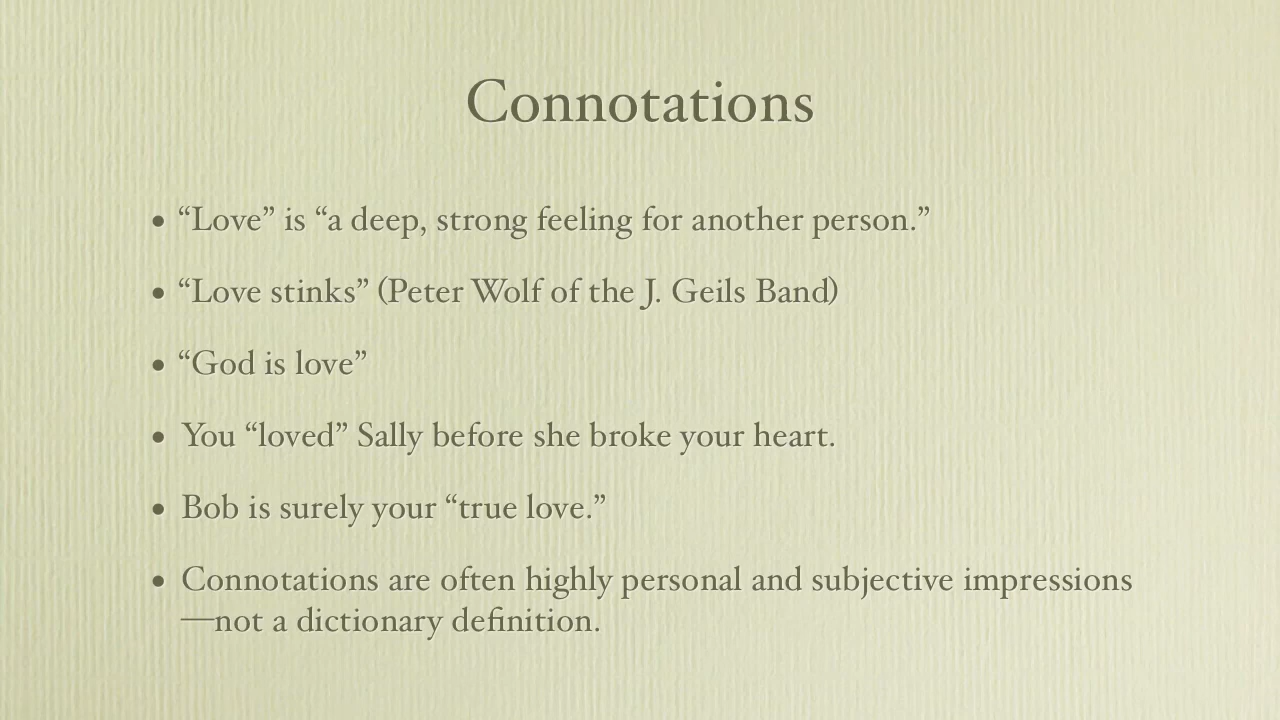 Connotations
• “Love” is “a deep, strong feeling for another person.”
• “Love stinks” (Peter Wolf of the J. Geils Band)
• “God is love”
• You “loved” Sally before she broke your heart.
• Bob is surely your “true love.”
• Connotations are often highly personal and subjective impressions
—not a dictionary definition.